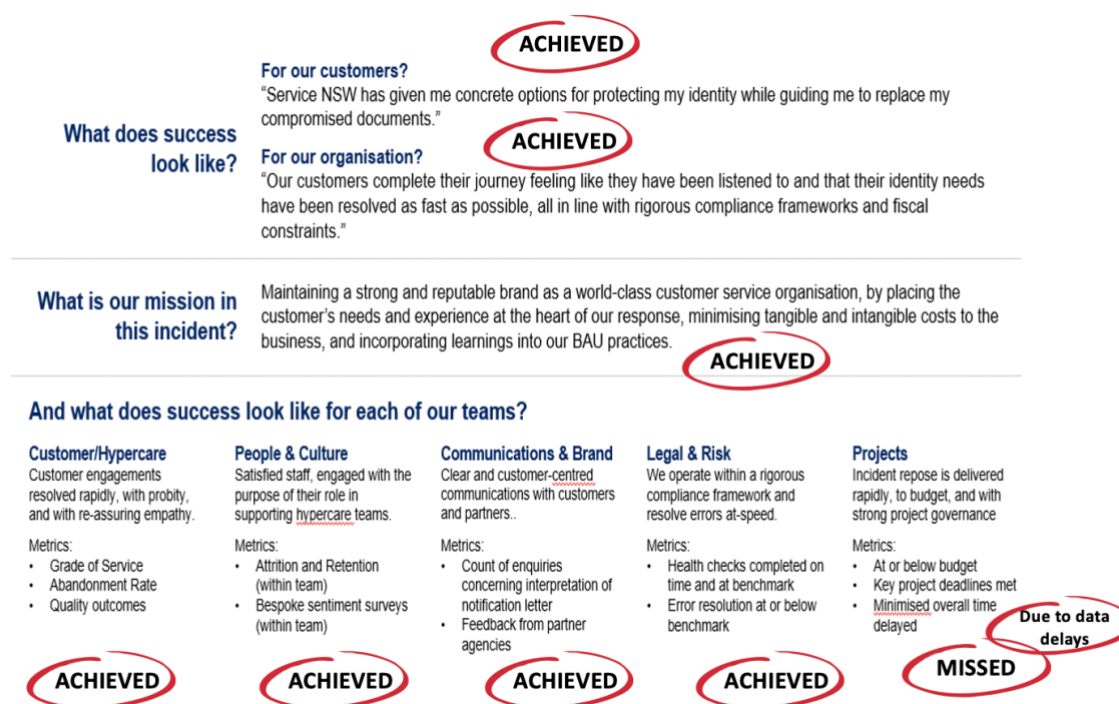 ACHIEVED
For our customers?
“Service NSW has given me concrete options for protecting my identity while guiding me to replace my
compromised documents.”
What does success
look like?
ACHIEVED
For our organisation?
“Our customers complete their journey feeling like they have been listened to and that their identity needs
have been resolved as fast as possible, all in line with rigorous compliance frameworks and fiscal
constraints.”
What is our mission in
this incident?
Maintaining a strong and reputable brand as a world-class customer service organisation, by placing the
customer’s needs and experience at the heart of our response, minimising tangible and intangible costs to the
business, and incorporating learnings into our BAU practices.
ACHIEVED
And what does success look like for each of our teams?
Customer/Hypercare
Customer engagements
resolved rapidly, with probity,
and with re-assuring empathy.
Metrics:
• Grade of Service
• Abandonment Rate
• Quality outcomes
ACHIEVED
People & Culture
Satisfied staff, engaged with the
purpose of their role in
supporting hypercare teams.
Metrics:
• Attrition and Retention
(within team)
• Bespoke sentiment surveys
(within team)
ACHIEVED
Communications & Brand
Clear and customer-centred
communications with customers
and partners..
Metrics:
• Count of enquiries
concerning interpretation of
notification letter
• Feedback from partner
agencies
ACHIEVED
Legal & Risk
We operate within a rigorous
compliance framework and
resolve errors at-speed.
Metrics:
• Health checks completed on
time and at benchmark
• Error resolution at or below
benchmark
ACHIEVED
Projects
Incident repose is delivered
rapidly, to budget, and with
strong project governance
Metrics:
• At or below budget
• Key project deadlines met
• Minimised overall time
delayed
Due to data
delays
MISSED